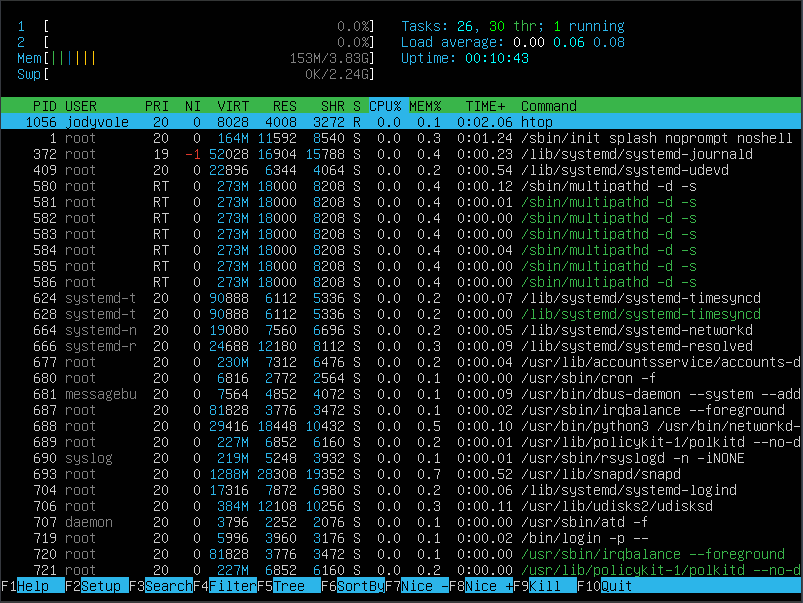 1 [ 0.0%] Tasks: 26, 30 thr; 1 running
2 [ 0.0%] Load average: 0.00 0.06 0.08
Mem[|||||| 153M/3.83G] Uptime: 00:10:43
Swp[ 0K/2.24G]
PID USER PRI NI VIRT RES SHR S CPU% MEM% TIME+ Command
1056 jodyvole 20 0 8028 4008 3272 R 0.0 0.1 0:02.06 htop
1 root 20 0 164M 11592 8540 S 0.0 0.3 0:01.24 /sbin/init splash noprompt noshell
372 root 19 -1 52028 16904 15788 S 0.0 0.4 0:00.23 /lib/systemd/systemd-journald
409 root 20 0 22896 6344 4064 S 0.0 0.2 0:00.54 /lib/systemd/systemd-udevd
580 root RT 0 273M 18000 8208 S 0.0 0.4 0:00.12 /sbin/multipathd -d -s
581 root RT 0 273M 18000 8208 S 0.0 0.4 0:00.01 /sbin/multipathd -d -s
582 root RT 0 273M 18000 8208 S 0.0 0.4 0:00.00 /sbin/multipathd -d -s
583 root RT 0 273M 18000 8208 S 0.0 0.4 0:00.00 /sbin/multipathd -d -s
584 root RT 0 273M 18000 8208 S 0.0 0.4 0:00.04 /sbin/multipathd -d -s
585 root RT 0 273M 18000 8208 S 0.0 0.4 0:00.00 /sbin/multipathd -d -s
586 root RT 0 273M 18000 8208 S 0.0 0.4 0:00.00 /sbin/multipathd -d -s
624 systemd-t 20 0 90888 6112 5336 S 0.0 0.2 0:00.07 /lib/systemd/systemd-timesyncd
628 systemd-t 20 0 90888 6112 5336 S 0.0 0.2 0:00.00 /lib/systemd/systemd-timesyncd
664 systemd-n 20 0 19080 7560 6696 S 0.0 0.2 0:00.05 /lib/systemd/systemd-networkd
666 systemd-r 20 0 24688 12180 8112 S 0.0 0.3 0:00.09 /lib/systemd/systemd-resolved
677 root 20 0 230M 7312 6476 S 0.0 0.2 0:00.04 /usr/lib/accountsservice/accounts-d
680 root 20 0 6816 2772 2564 S 0.0 0.1 0:00.00 /usr/sbin/cron -f
681 messagebu 20 0 7564 4852 4072 S 0.0 0.1 0:00.09 /usr/bin/dbus-daemon --system --add
687 root 20 0 81828 3776 3472 S 0.0 0.1 0:00.02 /usr/sbin/irqbalance --foreground
688 root 20 0 29416 18448 10432 S 0.0 0.5 0:00.10 /usr/bin/python3 /usr/bin/networkd-
689 root 20 0 227M 6852 6160 S 0.0 0.2 0:00.01 /usr/lib/policykit-1/polkitd --no-d
690 syslog 20 0 219M 5248 3932 S 0.0 0.1 0:00.01 /usr/sbin/rsyslogd -n -iNONE
693 root 20 0 1288M 28308 19352 S 0.0 0.7 0:00.52 /usr/lib/snapd/snapd
704 root 20 0 17316 7872 6980 S 0.0 0.2 0:00.06 /lib/systemd/systemd-logind
706 root 20 0 384M 12108 10256 S 0.0 0.3 0:00.11 /usr/lib/udisks2/udisksd
707 daemon 20 0 3796 2252 2076 S 0.0 0.1 0:00.00 /usr/sbin/atd -f
719 root 20 0 5996 3960 3176 S 0.0 0.1 0:00.02 /bin/login -p --
720 root 20 0 81828 3776 3472 S 0.0 0.1 0:00.00 /usr/sbin/irqbalance --foreground
721 root 20 0 227M 6852 6160 S 0.0 0.2 0:00.00 /usr/lib/policykit-1/polkitd --no-d
F1Help F2Setup F3SearchF4FilterF5Tree F6SortByF7Nice -F8Nice +F9Kill F10Quit